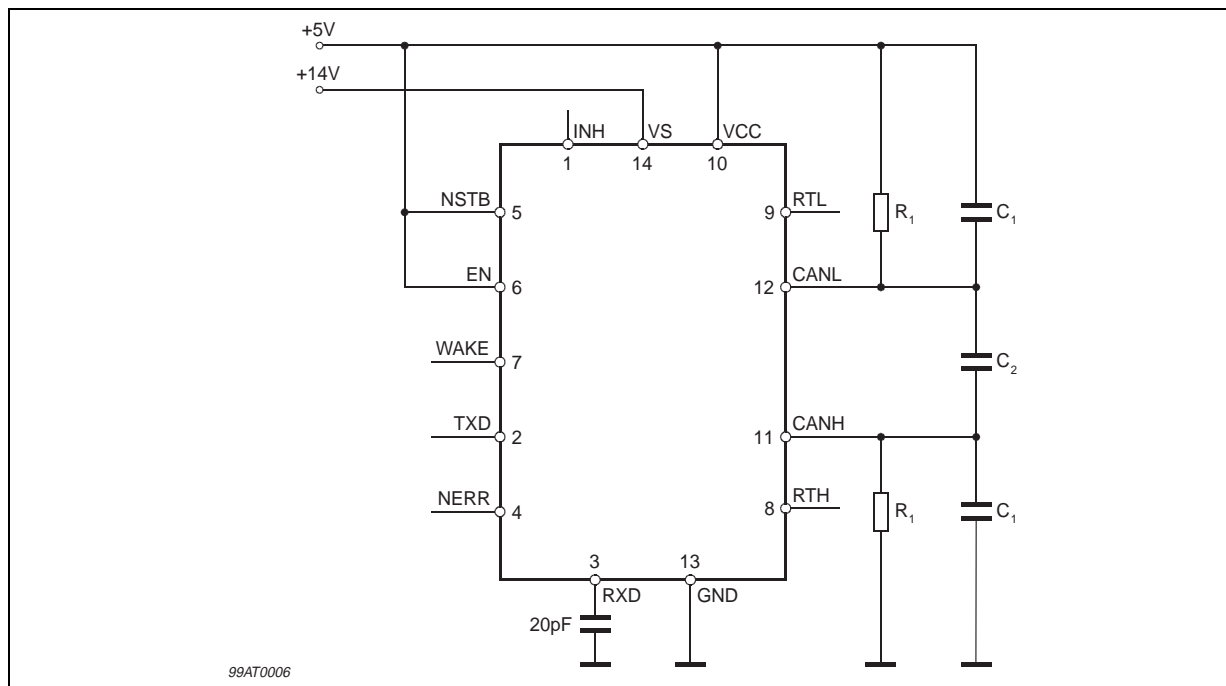 +5V
+14V
INH
VS
VCC
1
14
10
NSTB
5
9
RTL
R1
C1
EN
6
12
CANL
WAKE
7
C2
TXD
2
11
CANH
NERR
4
8
RTH
R1
C1
3
13
RXD
GND
20pF
99AT0006